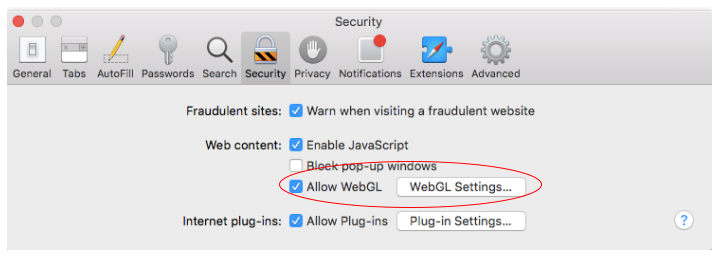 Security
General Tabs AutoFill Passwords Search Security Privacy Notifications Extensions Advanced
Fraudulent sites: Warn when visiting a fraudulent website
Web content: Enable JavaScript
Block pop-up windows
Allow WebGL WebGL Settings...
Internet plug-ins: Allow Plug-ins Plug-in Settings... ?